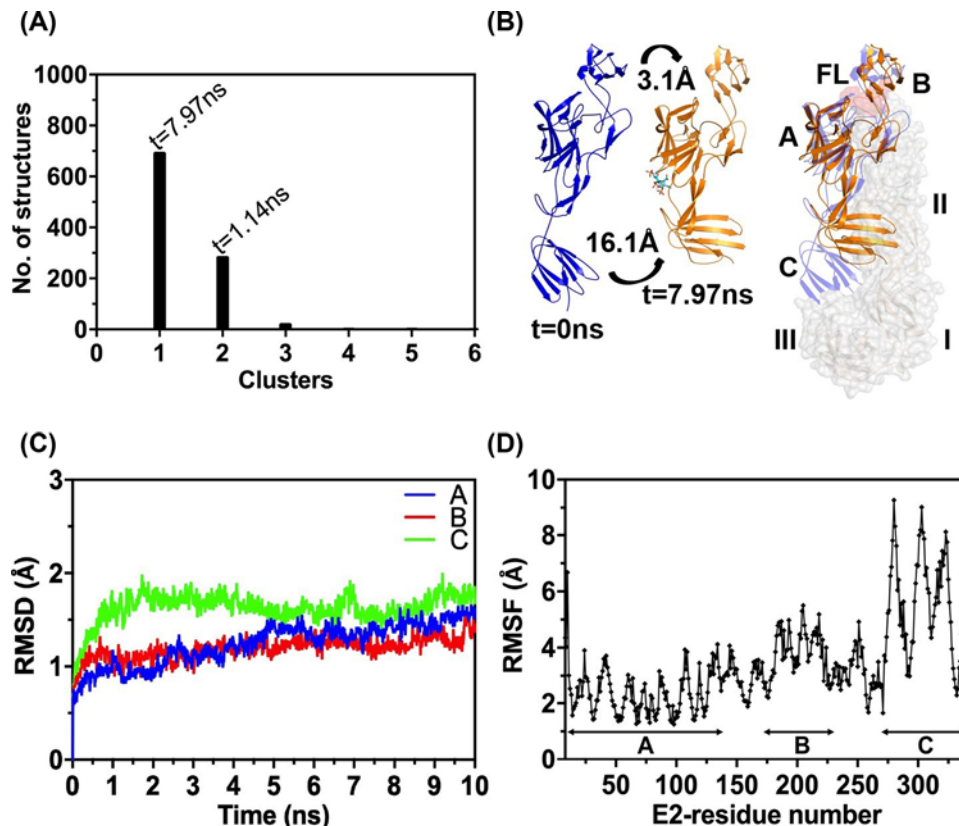 (A)
1000
800
600
400
200
0
No. of structures
t=7.97ns
t=1.14ns
0 1 2 3 4 5 6
Clusters
(B)
3.1Å
16.1Å
t=0ns
t=7.97ns
FL
B
A
II
C
III
I
(C)
3
2
1
0
RMSD (Å)
A
B
C
0 1 2 3 4 5 6 7 8 9 10
Time (ns)
(D)
10
8
6
4
2
0
RMSF (Å)
A B C
50 100 150 200 250 300
E2-residue number